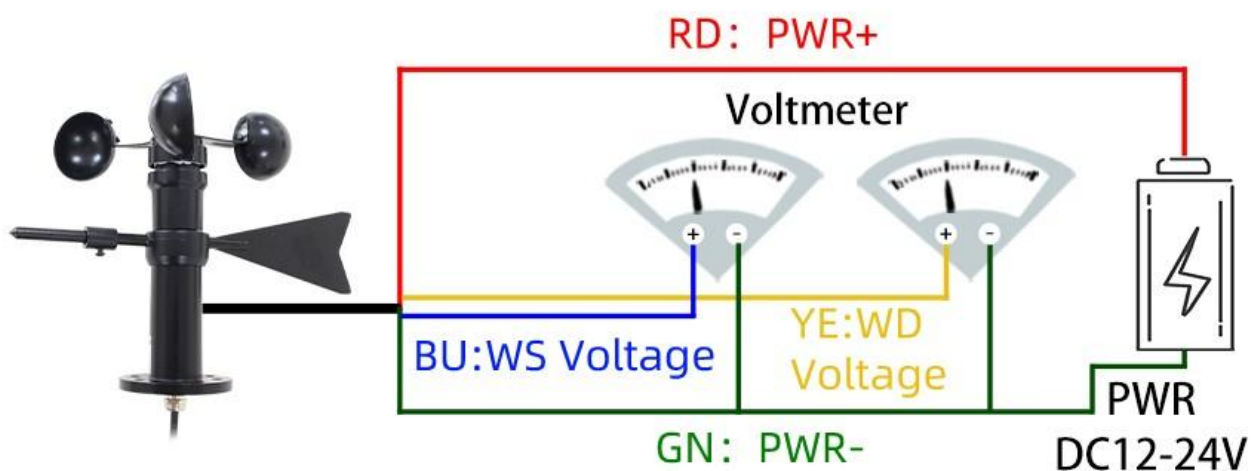 RD: PWR+
Voltmeter
+ -
+ -
BU:WS Voltage
YE:WD
Voltage
GN: PWR-
PWR
DC12-24V